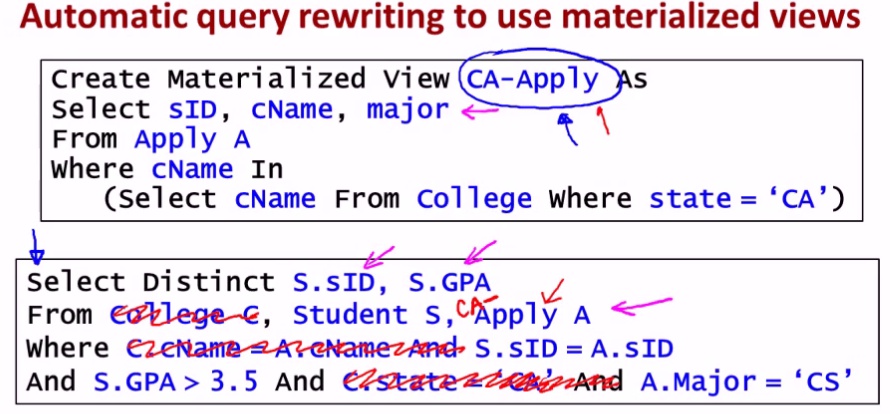 Automatic query rewriting to use materialized views
Create Materialized View CA-Apply As
Select sID, cName, major
From Apply A
Where cName In
(Select cName From College Where state = ‘CA’)
Select Distinct S.sID, S.GPA
From College C, Student S, CA-Apply A
Where C.cName = A.cName And S.sID = A.sID
And S.GPA > 3.5 And C.state = ‘CA’ And A.Major = ‘CS’